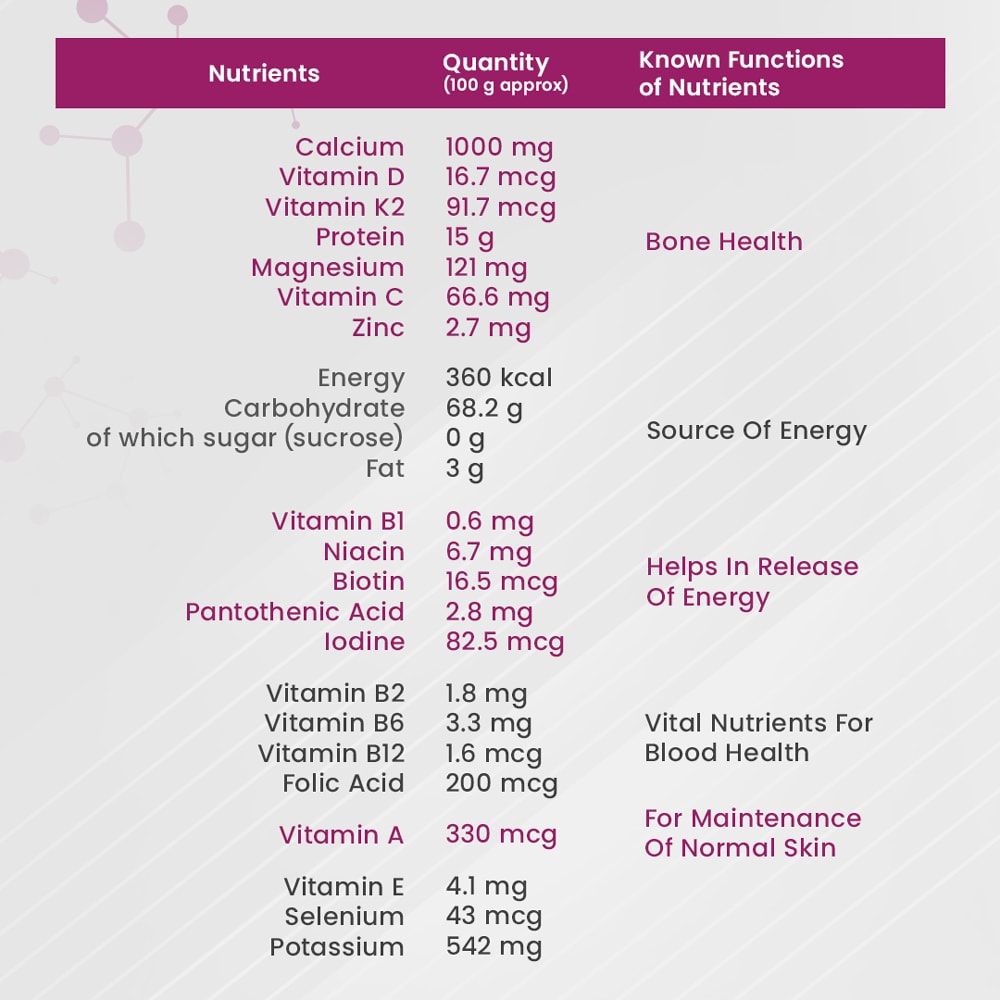 Nutrients Quantity (100 g approx) Known Functions of Nutrients
Calcium 1000 mg
Vitamin D 16.7 mcg
Vitamin K2 91.7 mcg
Protein 15 g
Bone Health
Magnesium 121 mg
Vitamin C 66.6 mg
Zinc 2.7 mg
Energy 360 kcal
Carbohydrate 68.2 g
of which sugar (sucrose) 0 g
Source Of Energy
Fat 3 g
Vitamin B1 0.6 mg
Niacin 6.7 mg
Biotin 16.5 mcg
Helps In Release
Of Energy
Pantothenic Acid 2.8 mg
Iodine 82.5 mcg
Vitamin B2 1.8 mg
Vitamin B6 3.3 mg
Vital Nutrients For
Blood Health
Vitamin B12 1.6 mcg
Folic Acid 200 mcg
Vitamin A 330 mcg
For Maintenance
Of Normal Skin
Vitamin E 4.1 mg
Selenium 43 mcg
Potassium 542 mg